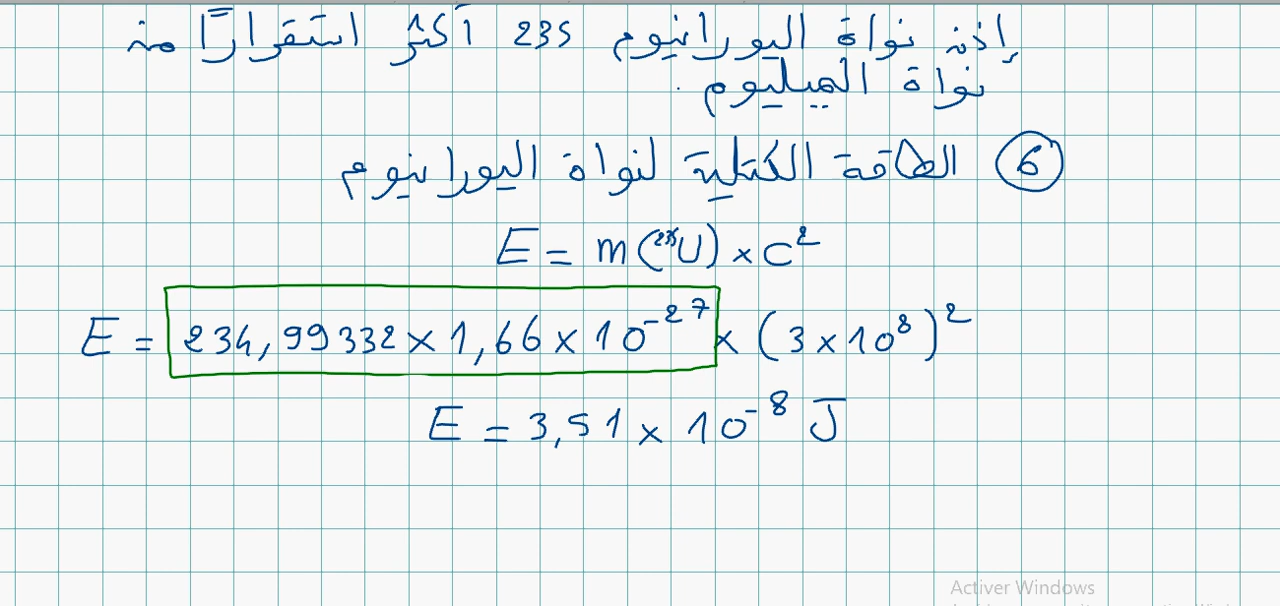 إذن نواة اليورانيوم 235 أكثر استقرارًا من
نواة الهيليوم.
6 الطاقة الكتلية لنواة اليورانيوم
E = m(²³⁵U) × c²
E = 234,99332 × 1,66 × 10⁻²⁷ × (3 × 10⁸)²
E = 3,51 × 10⁻⁸ J
Activer Windows